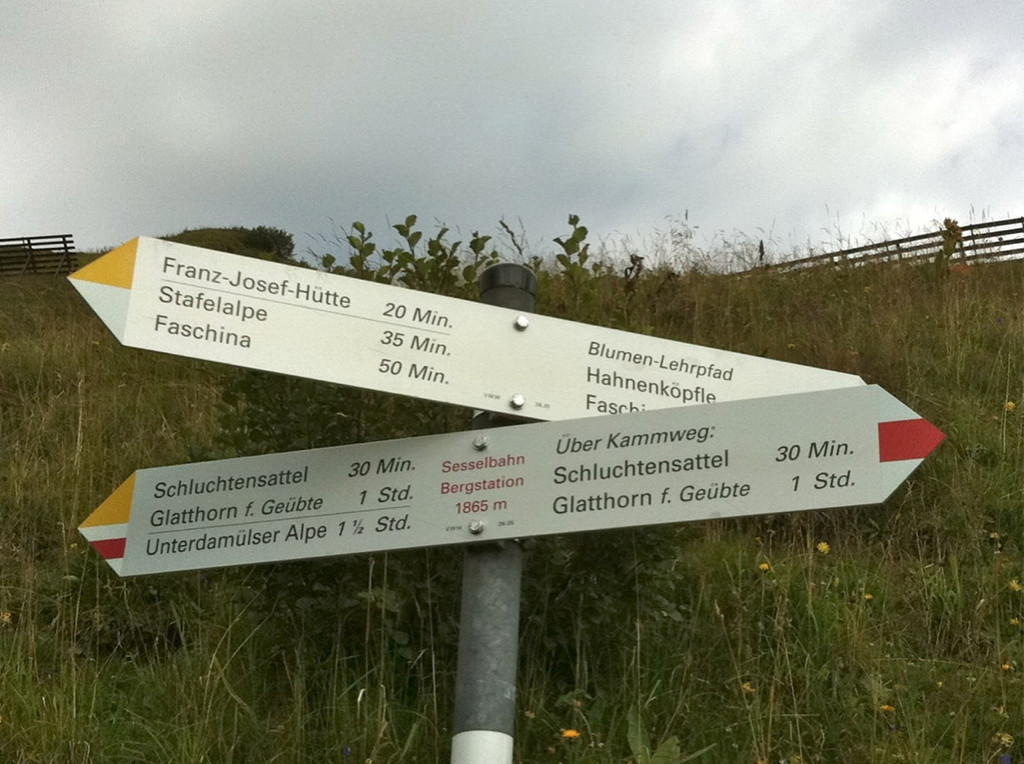 Franz-Josef-Hütte 20 Min.
Stafelalpe 35 Min.
Faschina 50 Min.
Blumen-Lehrpfad
Hahnenköpfle
Schluchtensattel 30 Min.
Glatthorn f. Geübte 1 Std.
Unterdamülser Alpe 1 ½ Std.
Sesselbahn
Bergstation
1865 m
Über Kammweg:
Schluchtensattel 30 Min.
Glatthorn f. Geübte 1 Std.